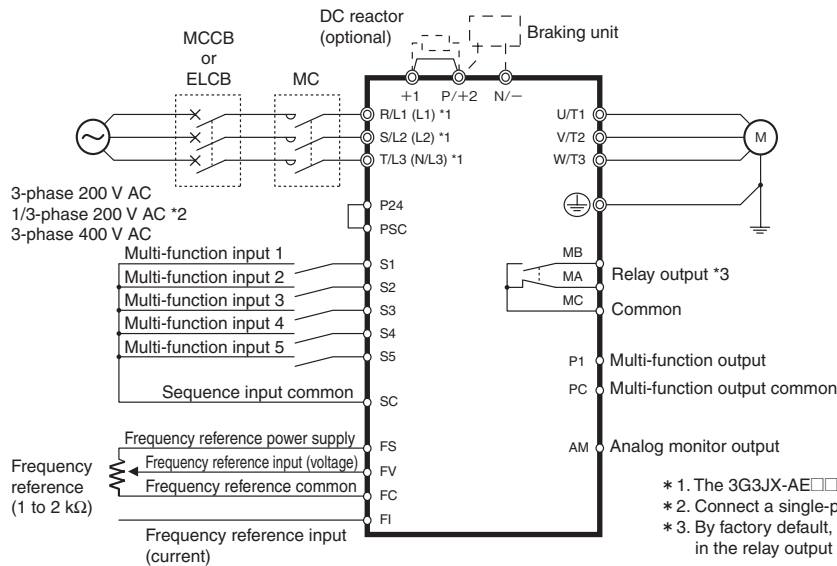 DC reactor
(optional)
Braking unit
MCCB
or
ELCB
MC
+1
P/+2
N/−
R/L1 (L1) *1
S/L2 (L2) *1
T/L3 (N/L3) *1
U/T1
V/T2
W/T3
M
3-phase 200 V AC
1/3-phase 200 V AC *2
3-phase 400 V AC
P24
PSC
Multi-function input 1
S1
Multi-function input 2
S2
Multi-function input 3
S3
Multi-function input 4
S4
Multi-function input 5
S5
Sequence input common
SC
MB
MA
Relay output *3
MC
Common
P1
Multi-function output
PC
Multi-function output common
AM
Analog monitor output
Frequency reference power supply
FS
Frequency reference input (voltage)
FV
Frequency reference common
FC
Frequency
reference
(1 to 2 kΩ)
FI
Frequency reference input
(current)
*1. The 3G3JX-AE□□
*2. Connect a single-p
*3. By factory default,
in the relay output